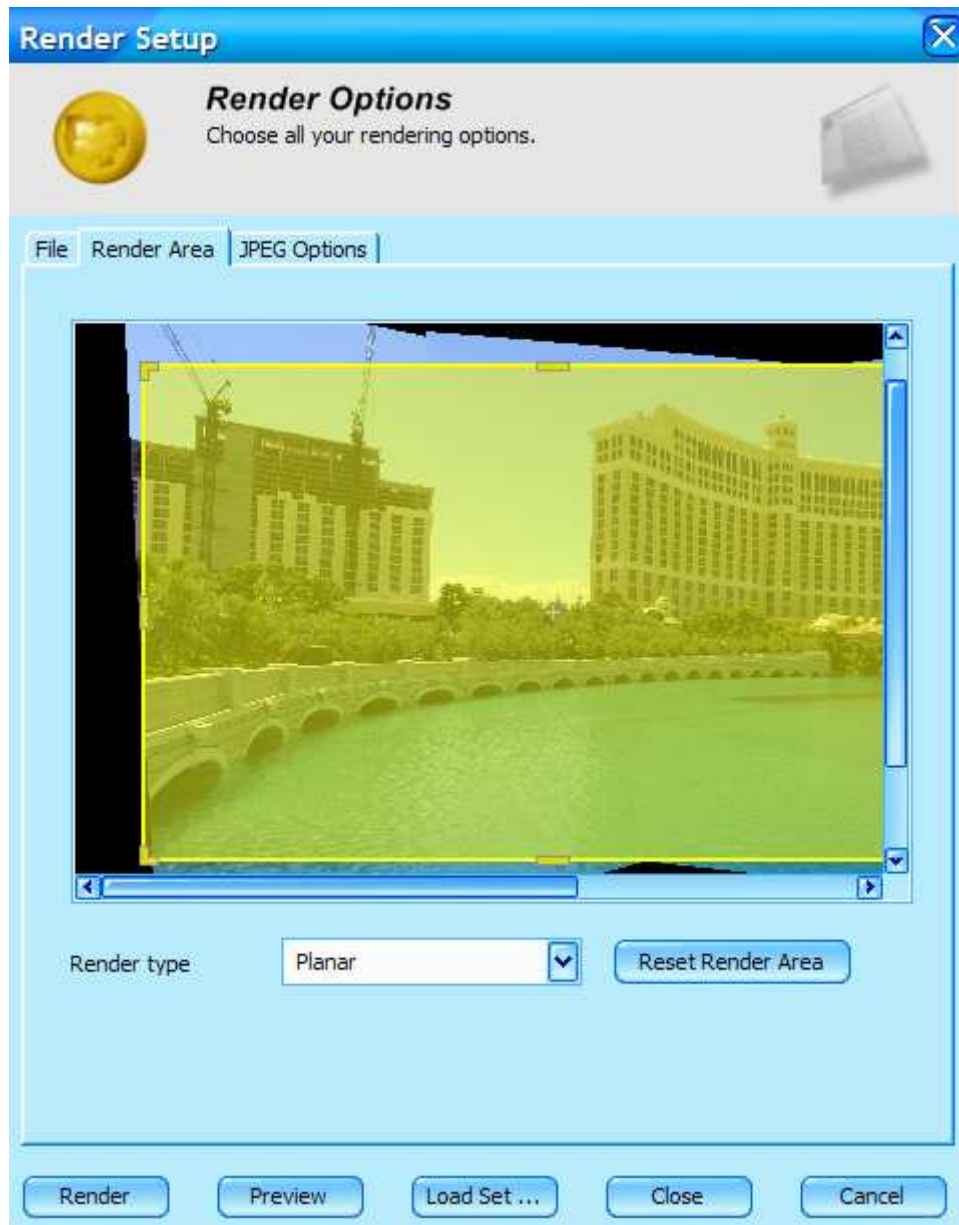 Render Setup
Render Options
Choose all your rendering options.
File Render Area JPEG Options
Render type Planar Reset Render Area
Render Preview Load Set ... Close Cancel